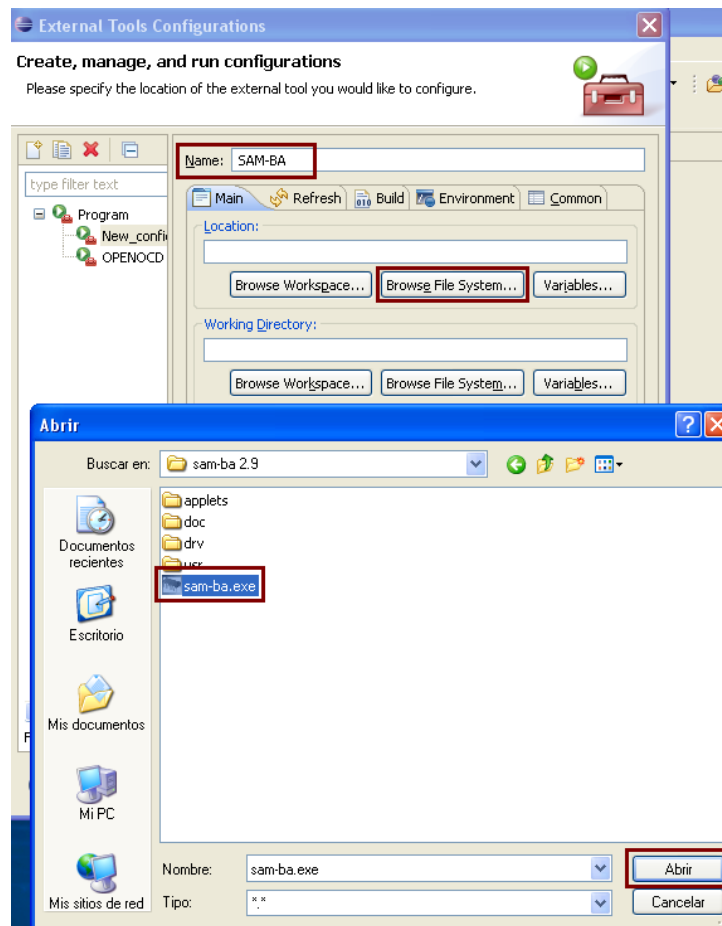 External Tools Configurations
Create, manage, and run configurations
Please specify the location of the external tool you would like to configure.
Name: SAM-BA
type filter text
Main Refresh Build Environment Common
Program
New_confi
OPENOCD
Location:
Browse Workspace... Browse File System... Variables...
Working Directory:
Browse Workspace... Browse File System... Variables...
Abrir
Buscar en: sam-ba 2.9
applets
doc
drv
usr
sam-ba.exe
Documentos
recientes
Escritorio
Mis documentos
F
Mi PC
Mis sitios de red
Nombre: sam-ba.exe Abrir
Tipo: *.* Cancelar